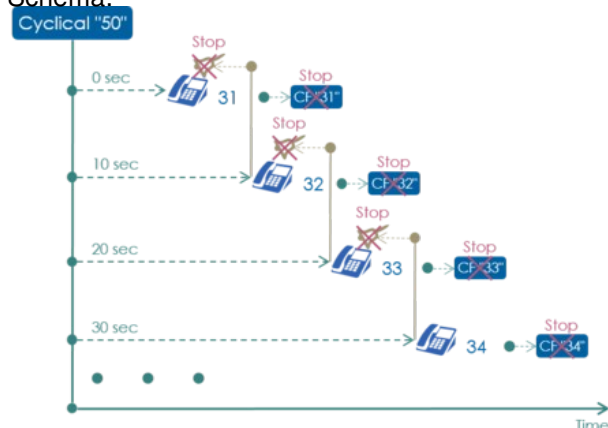 Schema:
Cyclical "50"
Stop
0 sec
31
Stop
CF "31"
Stop
10 sec
32
Stop
CF "32"
Stop
20 sec
33
Stop
CF "33"
30 sec
34
Stop
CF "34"
Time